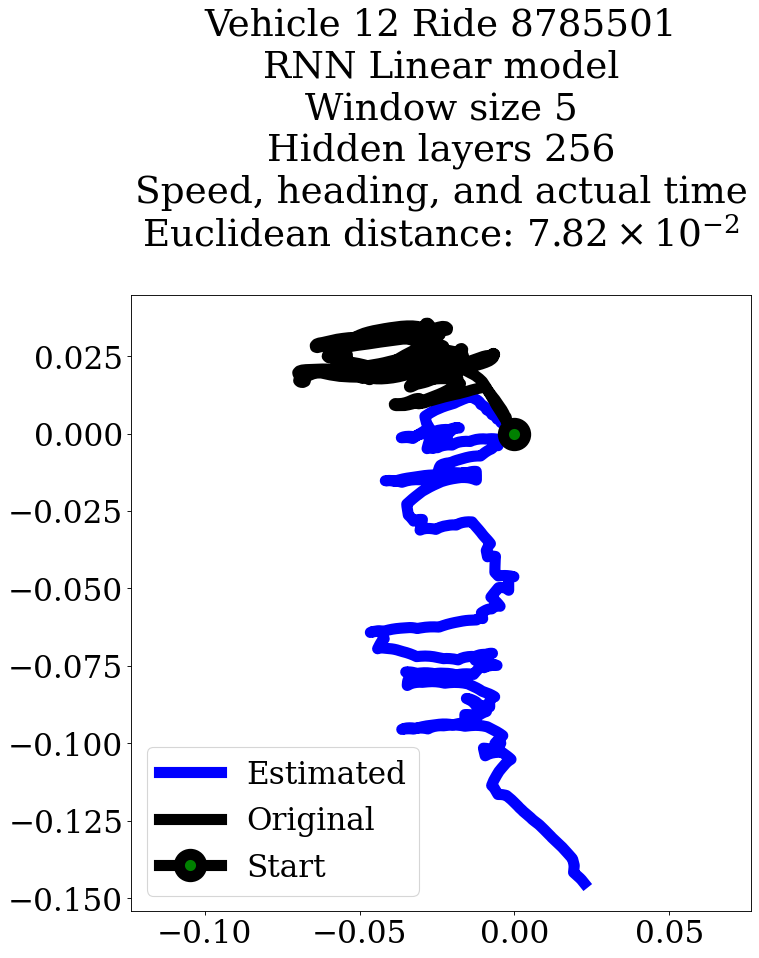 Vehicle 12 Ride 8785501
RNN Linear model
Window size 5
Hidden layers 256
Speed, heading, and actual time
Euclidean distance: 7.82 × 10⁻²
0.025
0.000
−0.025
−0.050
−0.075
−0.100
−0.125
−0.150
Estimated
Original
Start
−0.10
−0.05
0.00
0.05